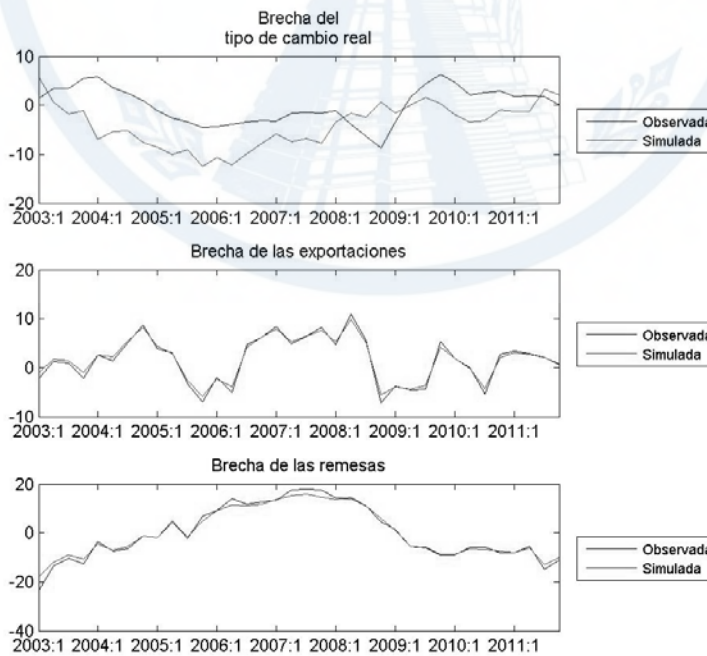 Brecha del
tipo de cambio real
10
0
-10
-20
2003:1 2004:1 2005:1 2006:1 2007:1 2008:1 2009:1 2010:1 2011:1
Observada
Simulada
Brecha de las exportaciones
20
10
0
-10
2003:1 2004:1 2005:1 2006:1 2007:1 2008:1 2009:1 2010:1 2011:1
Observada
Simulada
Brecha de las remesas
20
0
-20
-40
2003:1 2004:1 2005:1 2006:1 2007:1 2008:1 2009:1 2010:1 2011:1
Observada
Simulada